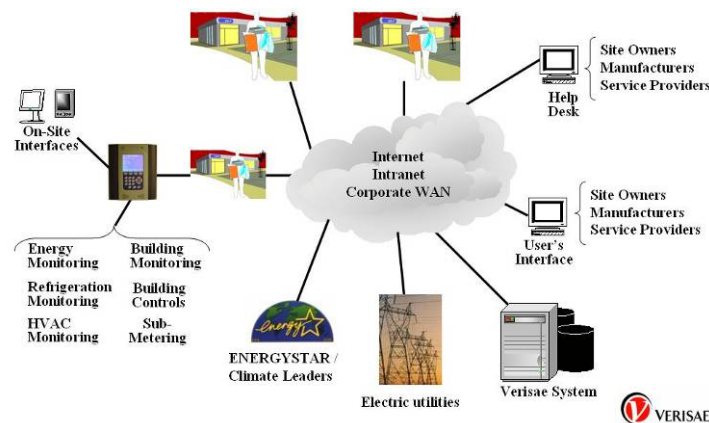 Site Owners
Manufacturers
Service Providers
Help
Desk
On-Site
Interfaces
Internet
Intranet
Corporate WAN
Site Owners
Manufacturers
Service Providers
User's
Interface
Energy
Monitoring
Building
Monitoring
Refrigeration
Monitoring
Building
Controls
HVAC
Monitoring
Sub-
Metering
energy
ENERGYSTAR /
Climate Leaders
Electric utilities
Verisae System
VERISAE